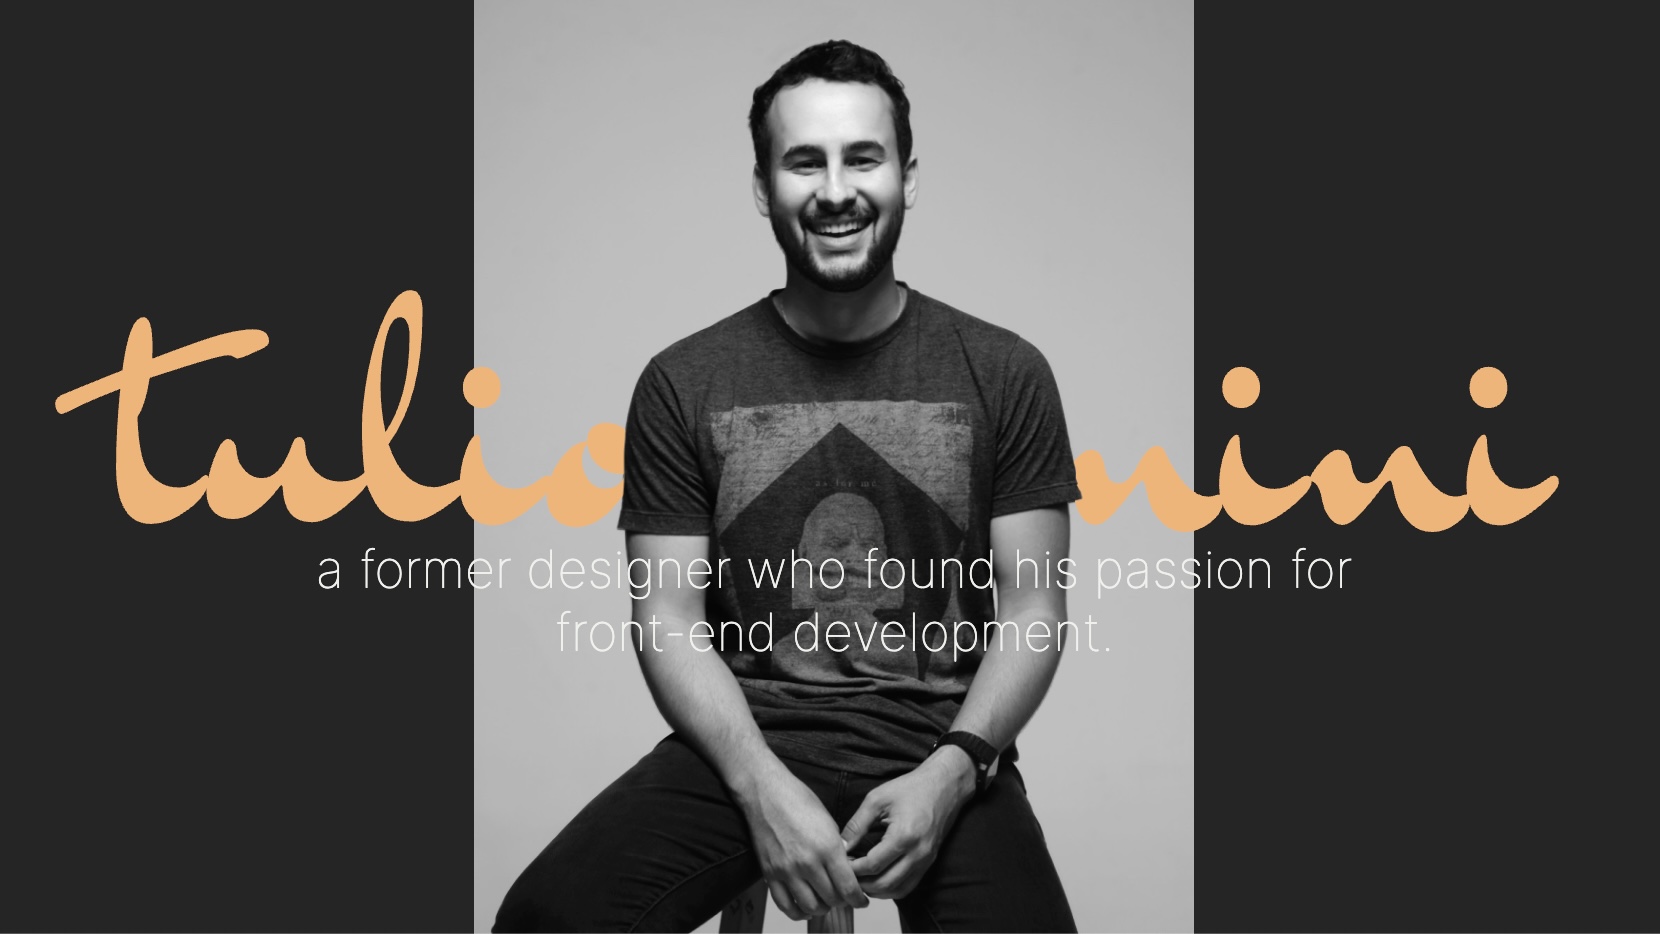 tulio nini
a former designer who found his passion for
front-end development.